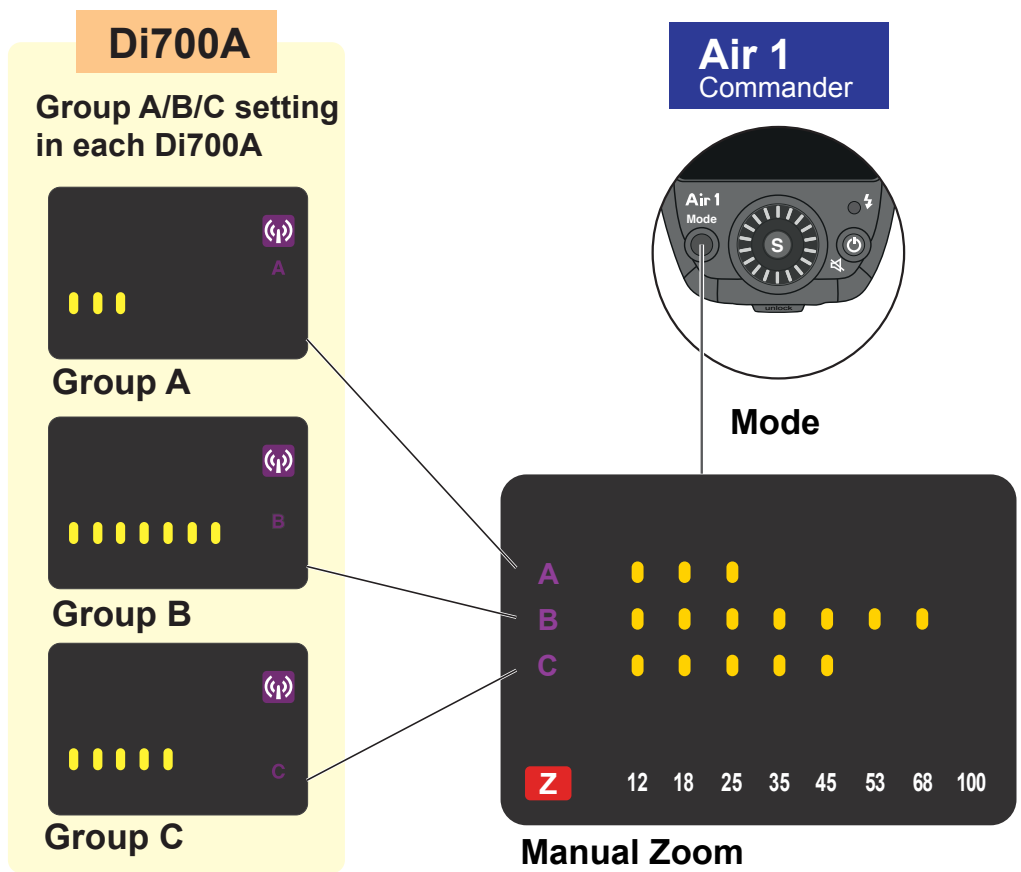 Di700A
Group A/B/C setting
in each Di700A
A
Group A
B
Group B
C
Group C
Air 1
Commander
Air 1
Mode
S
unlock
Mode
A
B
C
Z 12 18 25 35 45 53 68 100
Manual Zoom